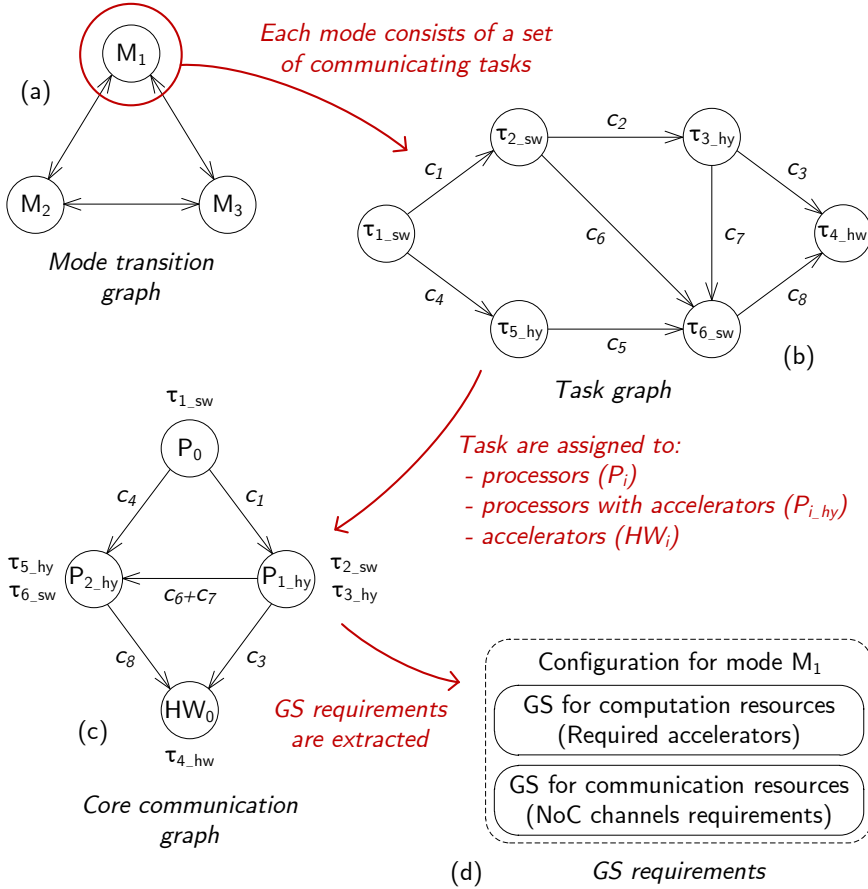 M1
Each mode consists of a set
of communicating tasks
(a)
M2
M3
Mode transition
graph
τ2_sw
c2
τ3_hy
c1
c3
τ1_sw
c6
c7
τ4_hw
c4
c8
τ5_hy
c5
τ6_sw
(b)
Task graph
τ1_sw
P0
Task are assigned to:
- processors (Pi)
- processors with accelerators (Pi_hy)
- accelerators (HWi)
c4
c1
τ5_hy
τ6_sw
P2_hy
c6+c7
P1_hy
τ2_sw
τ3_hy
c8
c3
HW0
(c)
τ4_hw
Core communication
graph
GS requirements
are extracted
Configuration for mode M1
GS for computation resources
(Required accelerators)
GS for communication resources
(NoC channels requirements)
(d)
GS requirements